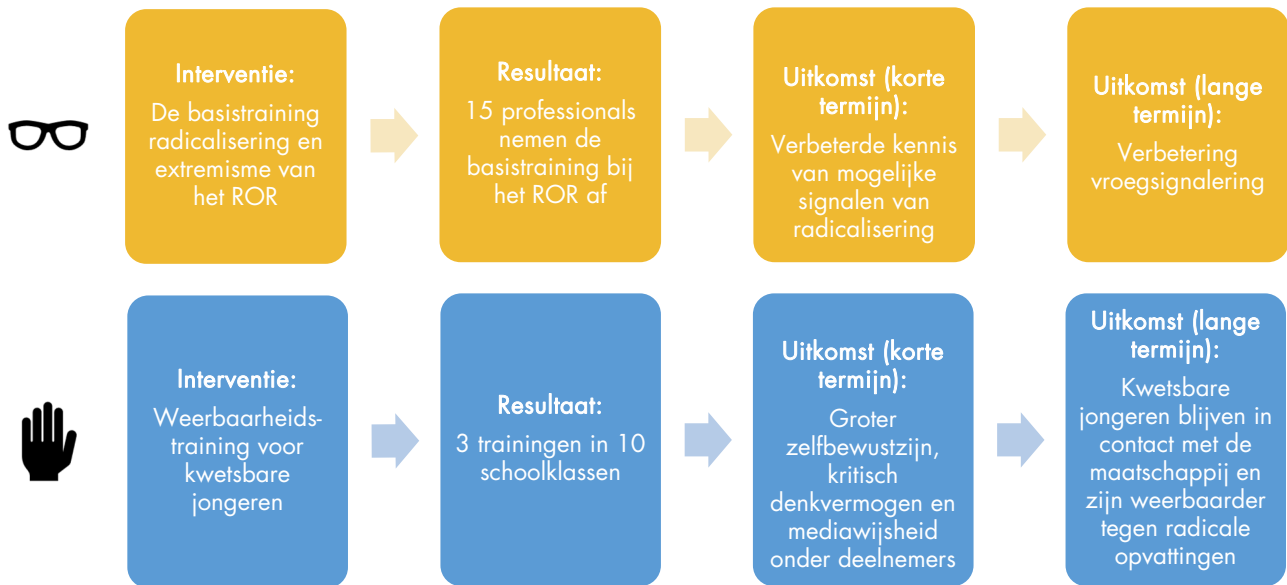 Interventie:
De basistraining
radicalisering en
extremisme van
het ROR
Resultaat:
15 professionals
nemen de
basistraining bij
het ROR af
Uitkomst (korte
termijn):
Verbeterde kennis
van mogelijke
signalen van
radicalisering
Uitkomst (lange
termijn):
Verbetering
vroegsignalering
Interventie:
Weerbaarheids-
training voor
kwetsbare
jongeren
Resultaat:
3 trainingen in 10
schoolklassen
Uitkomst (korte
termijn):
Groter
zelfbewustzijn,
kritisch
denkvermogen en
mediawijsheid
onder deelnemers
Uitkomst (lange
termijn):
Kwetsbare
jongeren blijven in
contact met de
maatschappij en
zijn weerbaarder
tegen radicale
opvattingen